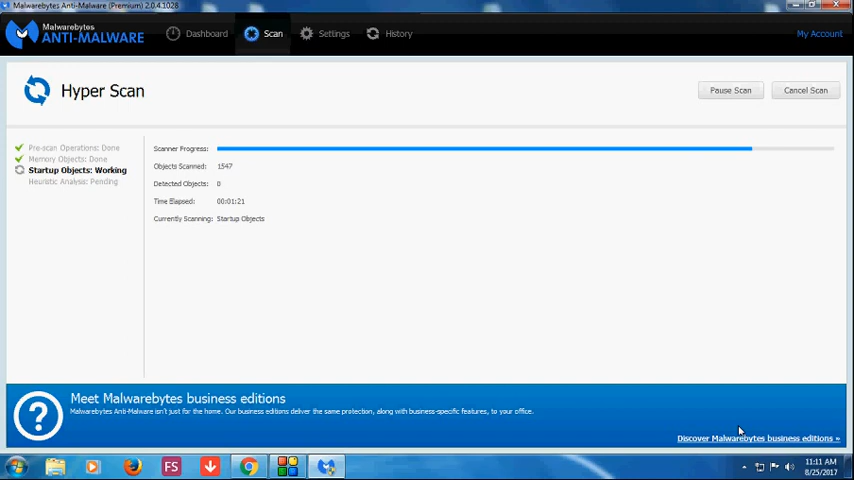 Malwarebytes Anti-Malware (Premium) 2.0.4.1028
Malwarebytes
ANTI-MALWARE
Dashboard
Scan
Settings
History
My Account
Hyper Scan
Pause Scan
Cancel Scan
Pre-scan Operations: Done
Memory Objects: Done
Startup Objects: Working
Heuristic Analysis: Pending
Scanner Progress:
Objects Scanned: 1547
Detected Objects: 0
Time Elapsed: 00:01:21
Currently Scanning: Startup Objects
Meet Malwarebytes business editions
Malwarebytes Anti-Malware isn't just for the home. Our business editions deliver the same protection, along with business-specific features, to your office.
Discover Malwarebytes business editions »
FS
11:11 AM
8/25/2017